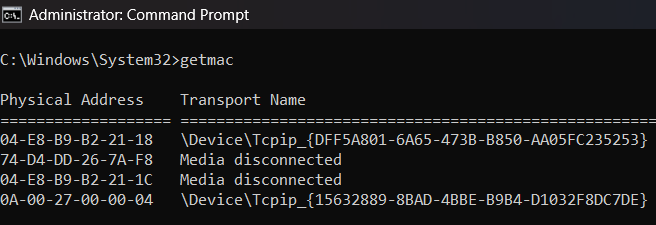 Administrator: Command Prompt
C:\Windows\System32>getmac
Physical Address    Transport Name
=================== =======================================================
04-E8-B9-B2-21-18   \Device\Tcpip_{DFF5A801-6A65-473B-B850-AA05FC235253}
74-D4-DD-26-7A-F8   Media disconnected
04-E8-B9-B2-21-1C   Media disconnected
0A-00-27-00-00-04   \Device\Tcpip_{15632889-8BAD-4BBE-B9B4-D1032F8DC7DE}